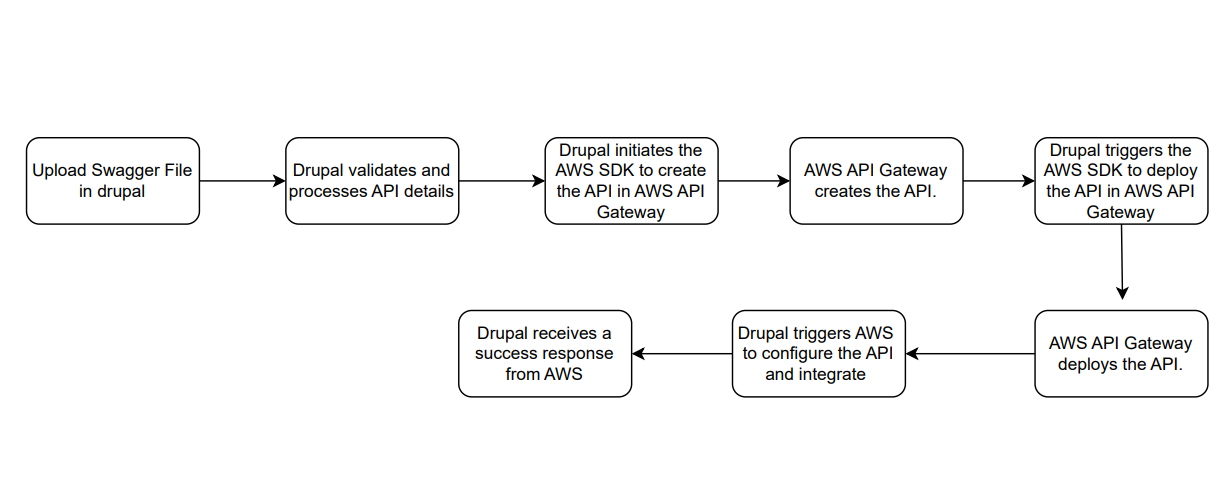 Upload Swagger File
in drupal
Drupal validates and
processes API details
Drupal initiates the
AWS SDK to create
the API in AWS API
Gateway
AWS API Gateway
creates the API.
Drupal triggers the
AWS SDK to deploy
the API in AWS API
Gateway
AWS API Gateway
deploys the API.
Drupal triggers AWS
to configure the API
and integrate
Drupal receives a
success response
from AWS